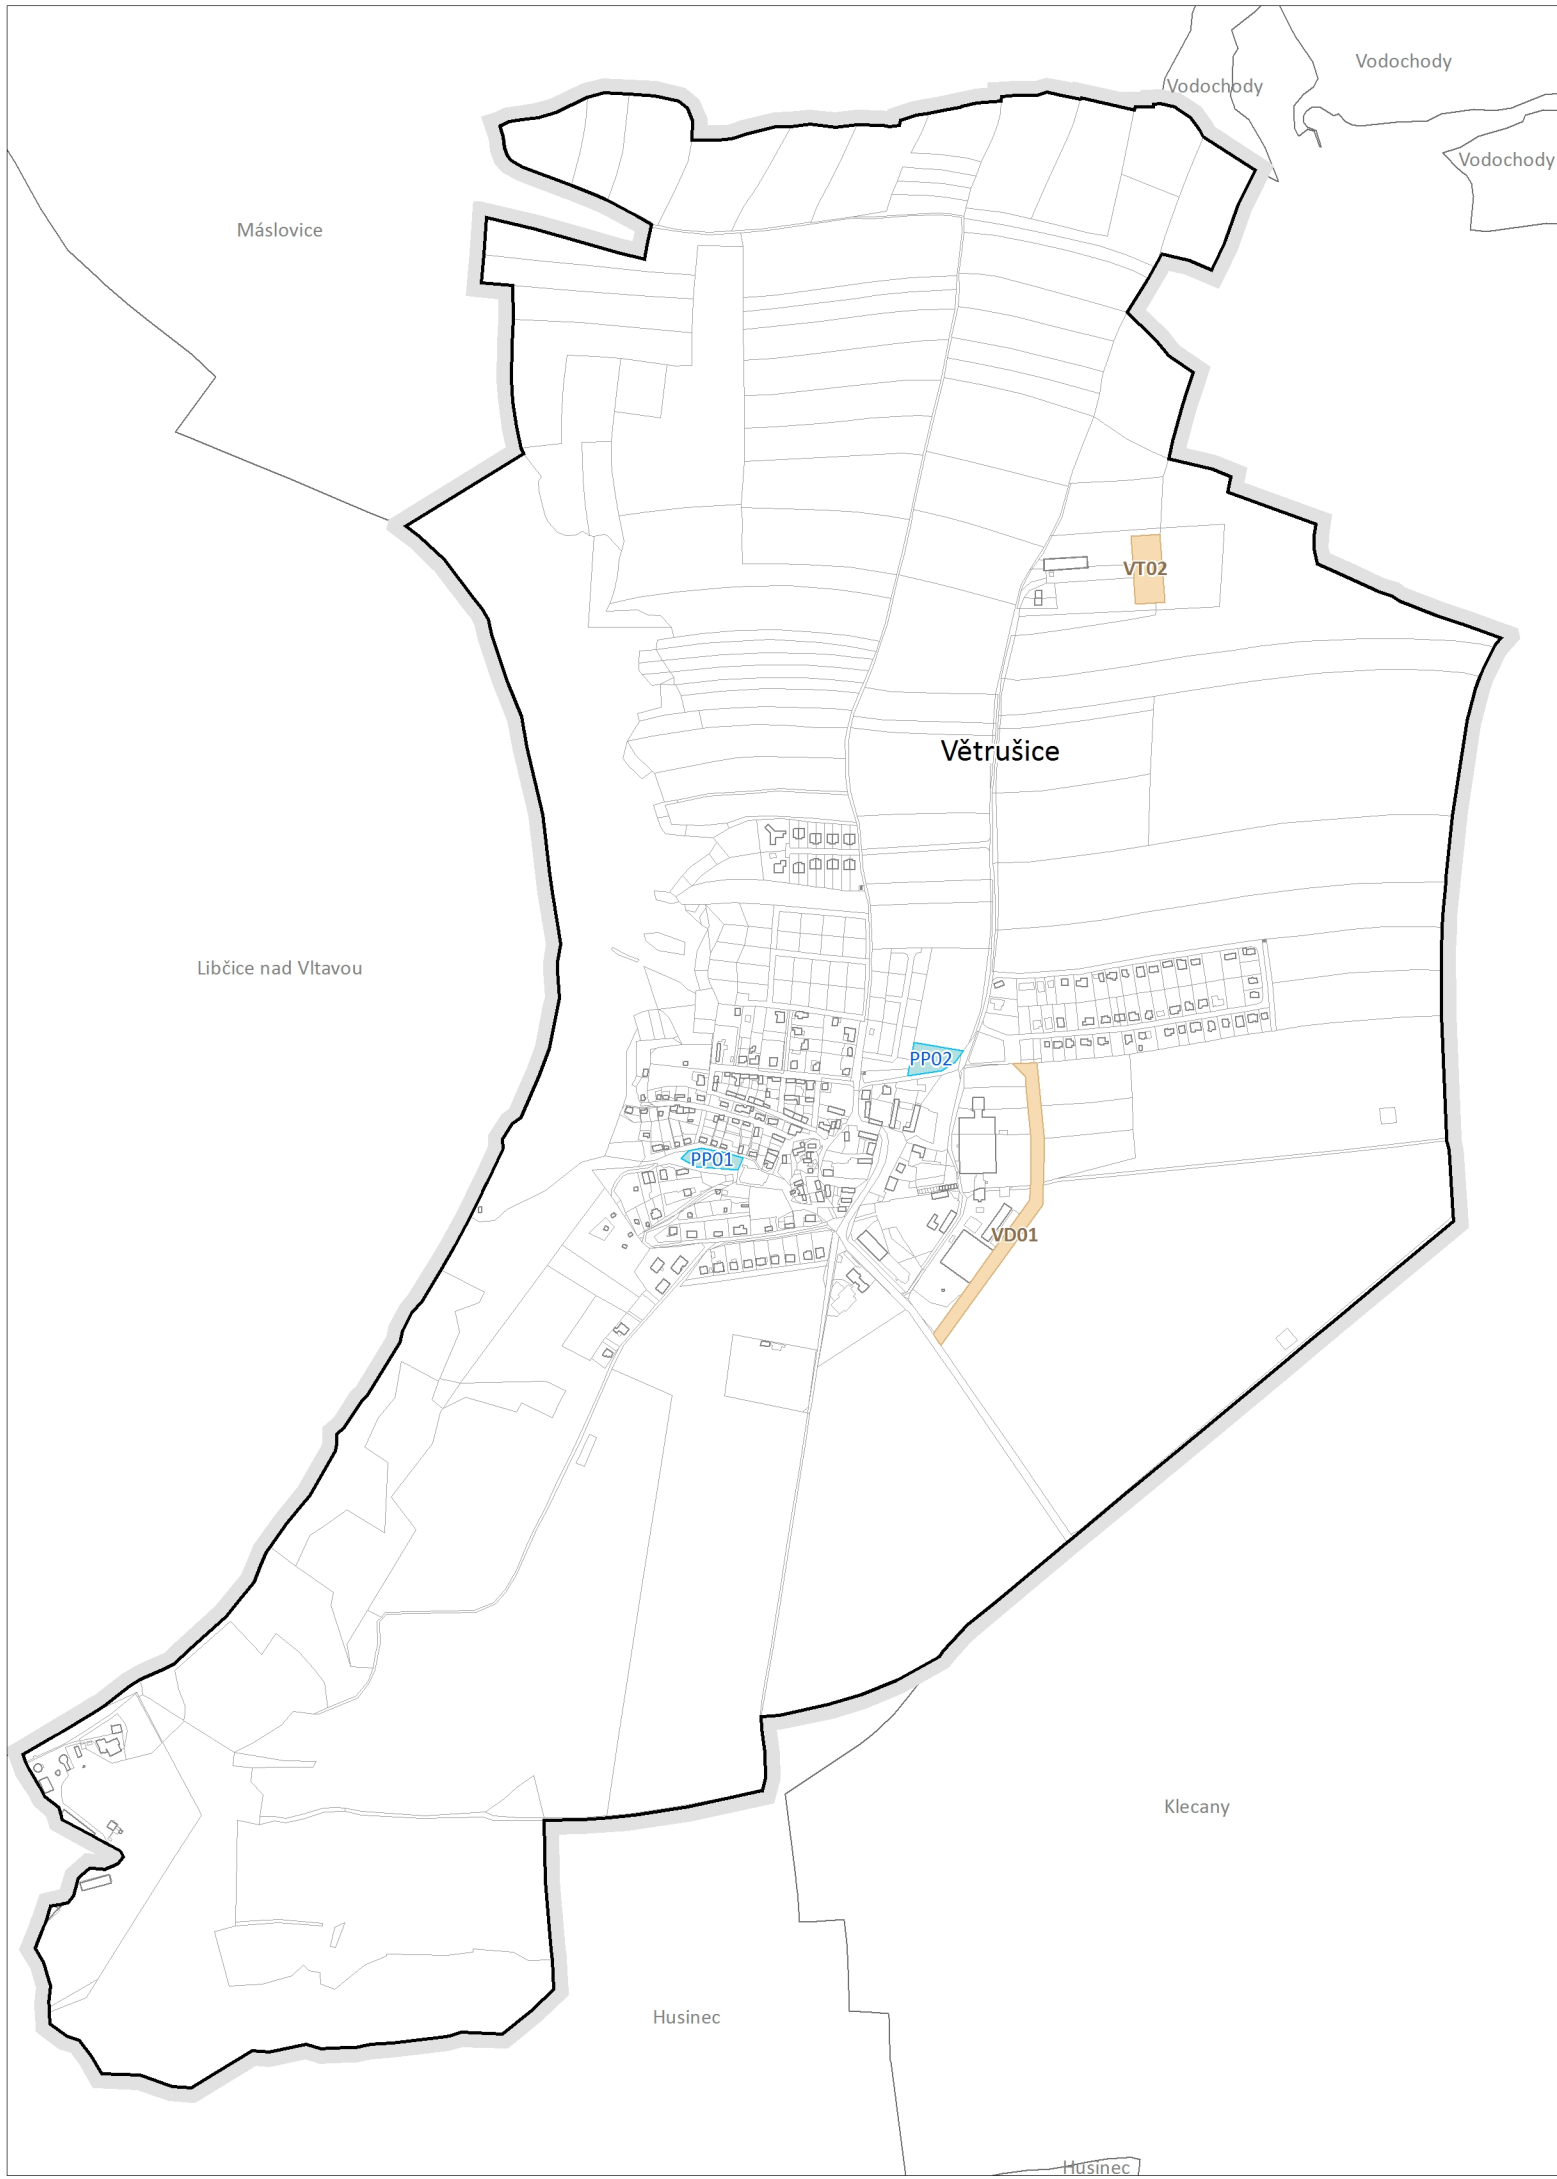 Vodochody
Vodochody
Vodochody
Máslovice
VT02
Větrušice
Libčice nad Vltavou
PP02
PP01
VD01
Klecany
Husinec
Husinec